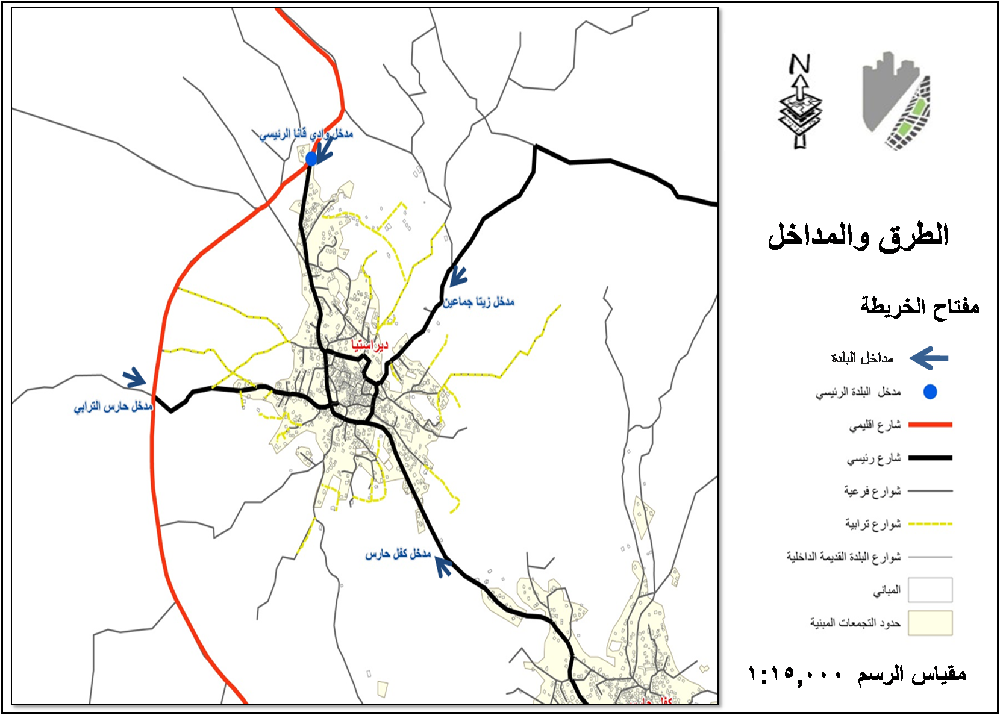 N
الطرق والمداخل
مفتاح الخريطة
مداخل البلدة
مدخل البلدة الرئيسي
شارع اقليمي
شارع رئيسي
شوارع فرعية
شوارع ترابية
شوارع البلدة القديمة الداخلية
المباني
حدود التجمعات المبنية
مقياس الرسم ١:١٥,٠٠٠
مدخل وادي قانا الرئيسي
مدخل زيتا جماعين
ديراستيا
مدخل حارس الترابي
مدخل كفل حارس